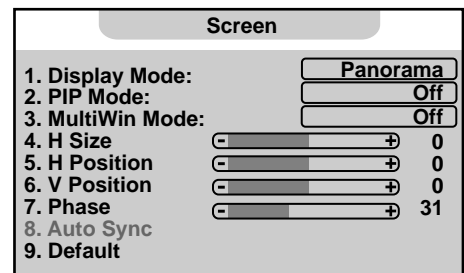 Screen
1. Display Mode: Panorama
2. PIP Mode: Off
3. MultiWin Mode: Off
4. H Size - + 0
5. H Position - + 0
6. V Position - + 0
7. Phase - + 31
8. Auto Sync
9. Default